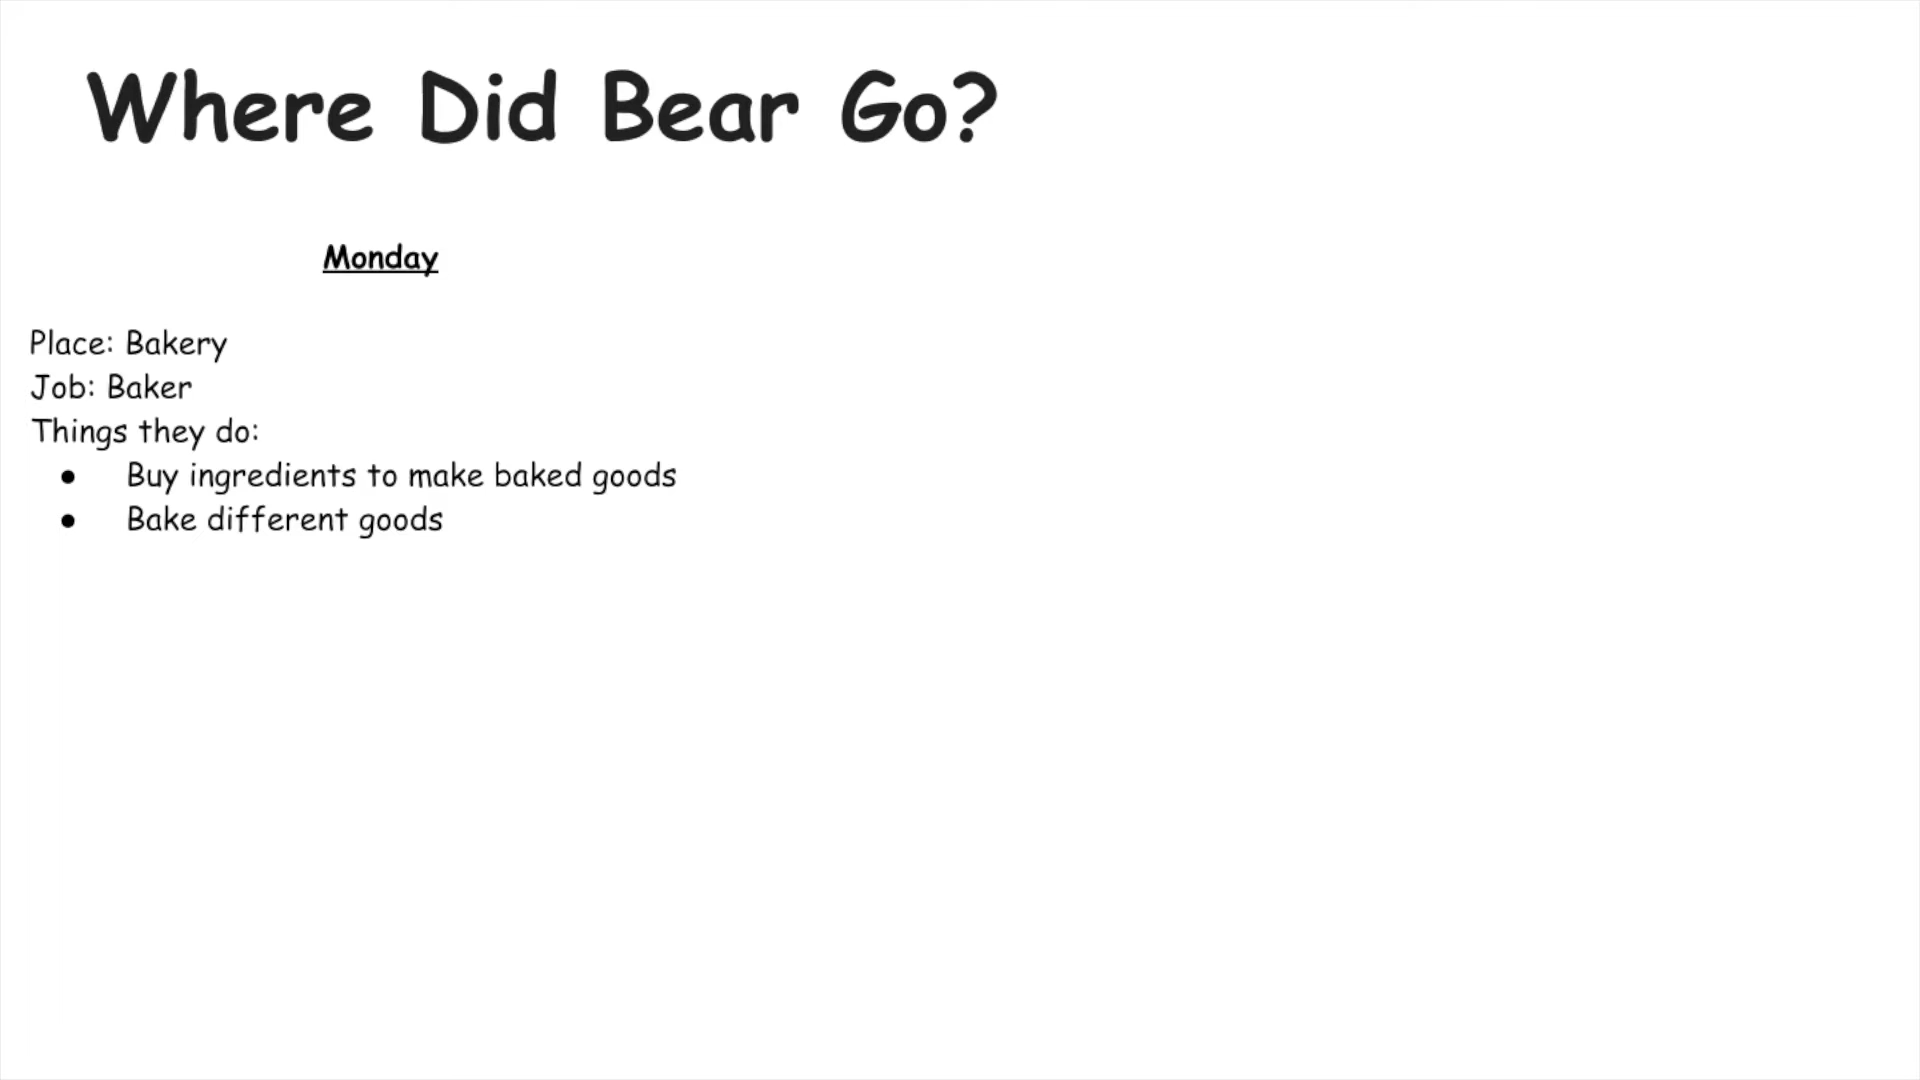 Where Did Bear Go?
Monday
Place: Bakery
Job: Baker
Things they do:
● Buy ingredients to make baked goods
● Bake different goods